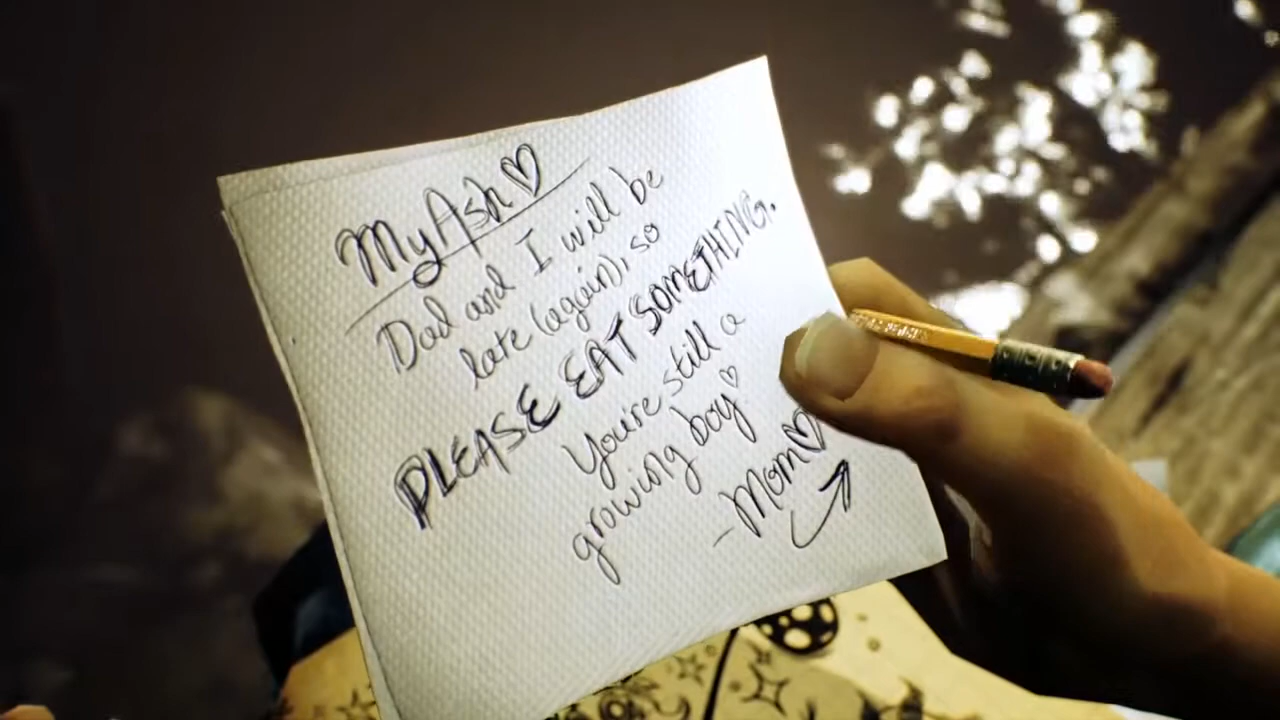 My Ash♡
Dad and I will be
late (again), so
PLEASE EAT SOMETHING.
You're still a
growing boy♡
-Mom♡